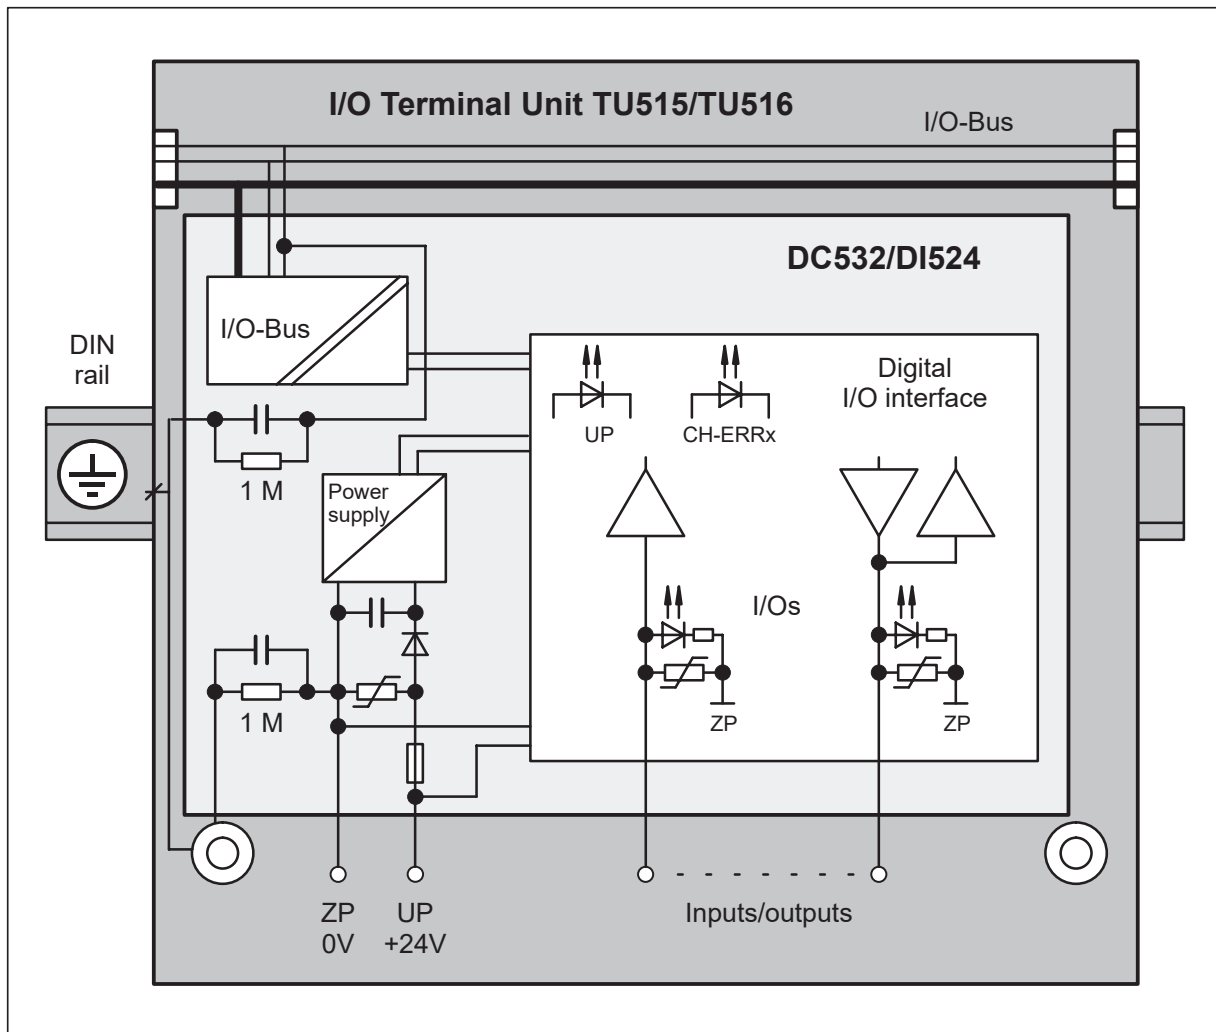 I/O Terminal Unit TU515/TU516
I/O-Bus
DC532/DI524
I/O-Bus
DIN
rail
Digital
I/O interface
UP
CH-ERRx
1 M
Power
supply
I/Os
1 M
ZP
ZP
ZP
0V
UP
+24V
Inputs/outputs